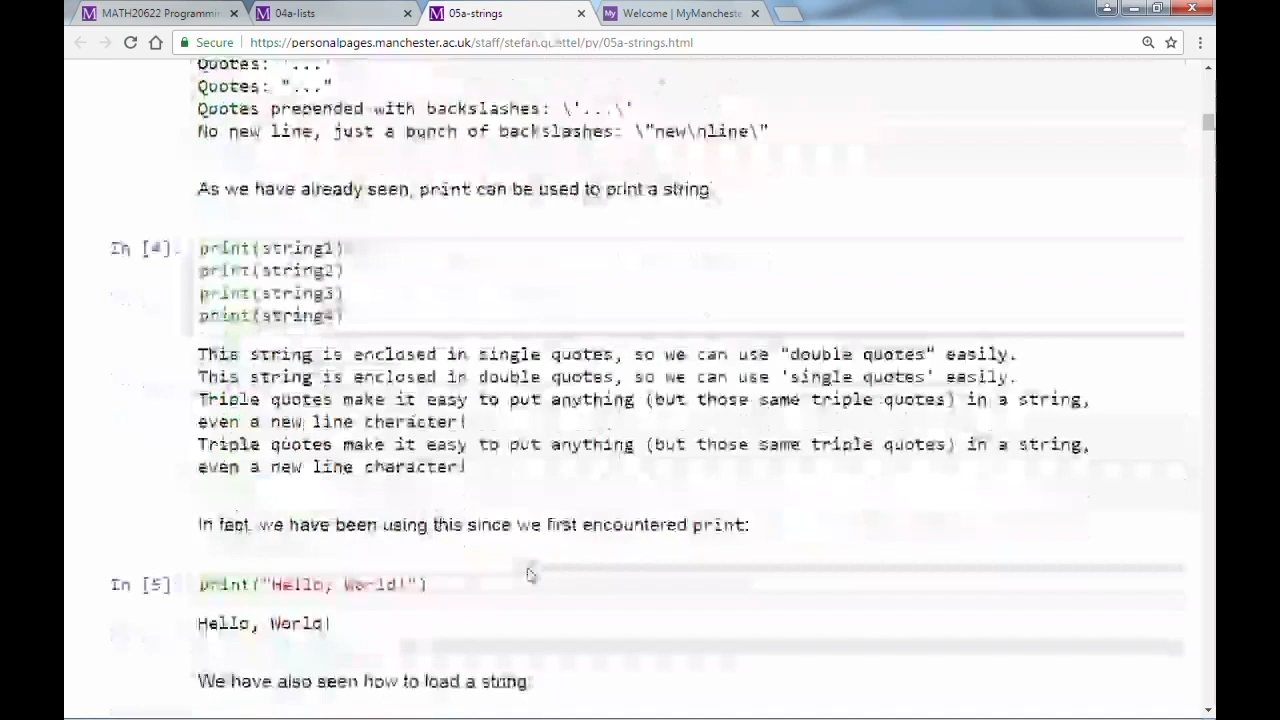 MATH20622 Programmin
04a-lists
05a-strings
Welcome | MyMancheste
Secure
https://personalpages.manchester.ac.uk/staff/stefan.guettel/py/05a-strings.html
Quotes: '...'
Quotes: "..."
Quotes prepended with backslashes: \'...\'
No new line, just a bunch of backslashes: \"new\nline\"
As we have already seen, print can be used to print a string
In [4]:
print(string1)
print(string2)
print(string3)
print(string4)
This string is enclosed in single quotes, so we can use "double quotes" easily.
This string is enclosed in double quotes, so we can use 'single quotes' easily.
Triple quotes make it easy to put anything (but those same triple quotes) in a string,
even a new line character!
Triple quotes make it easy to put anything (but those same triple quotes) in a string,
even a new line character!
In fact, we have been using this since we first encountered print:
In [5]
print("Hello, World!")
Hello, World!
We have also seen how to load a string